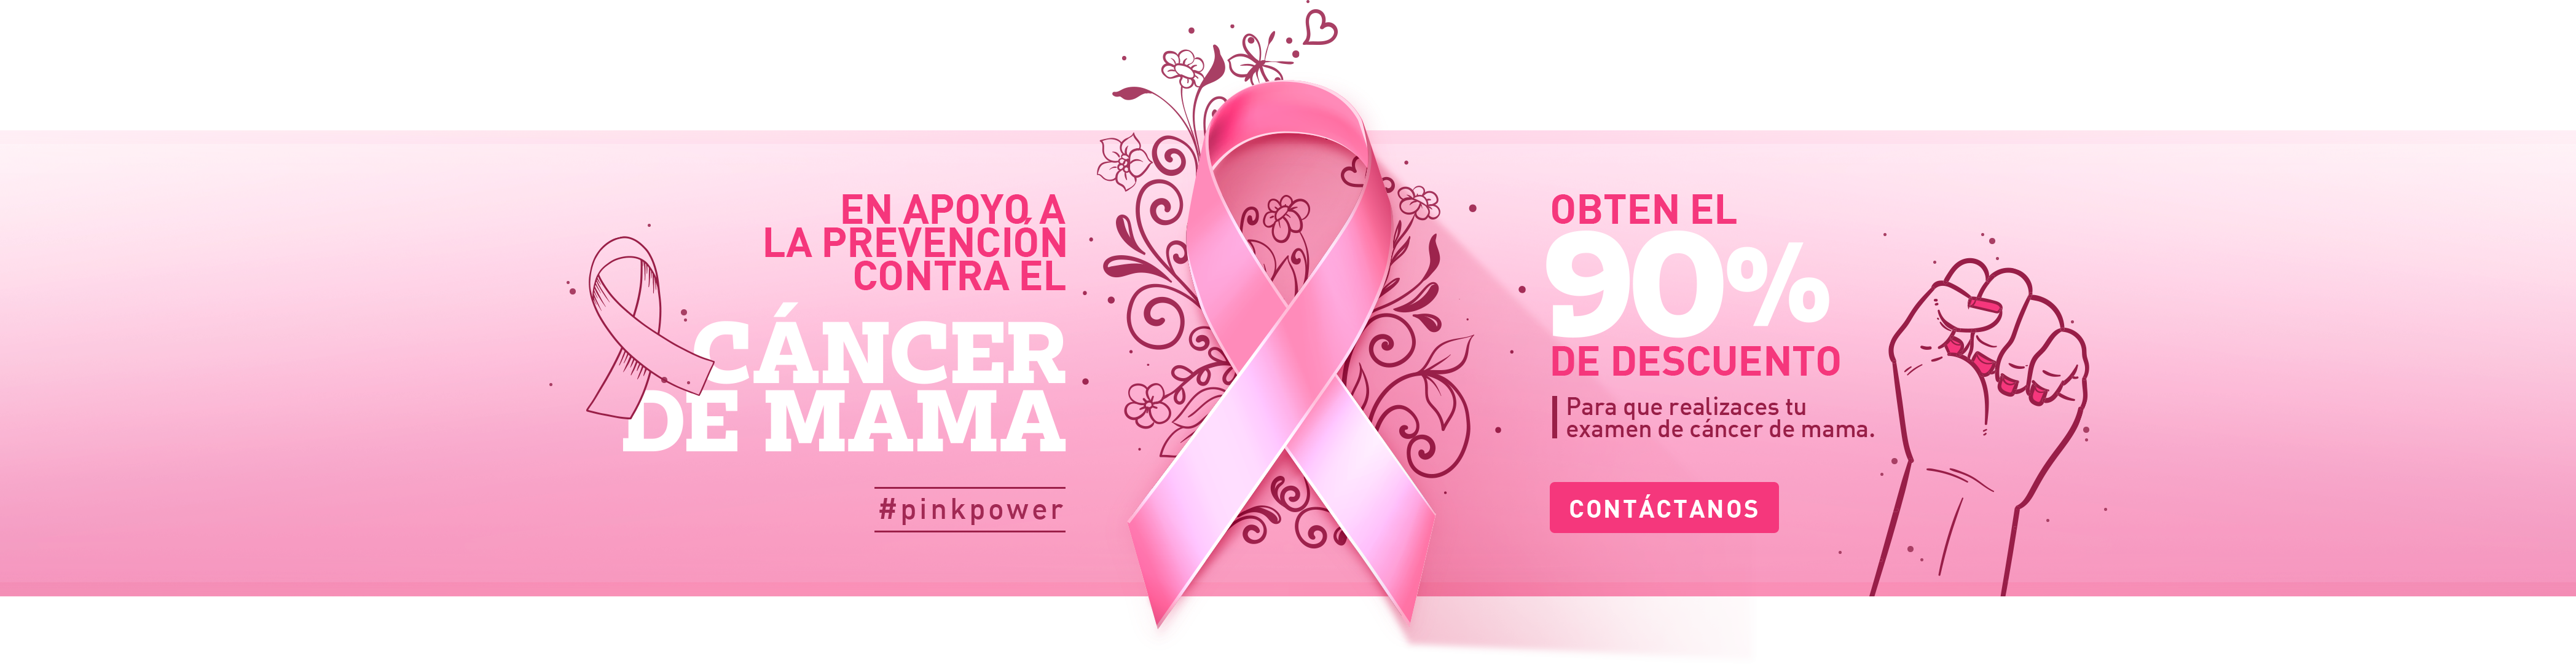 EN APOYO A
LA PREVENCIÓN
CONTRA EL
CÁNCER
DE MAMA
#pinkpower
OBTEN EL
90%
DE DESCUENTO
Para que realizaces tu
examen de cáncer de mama.
CONTÁCTANOS